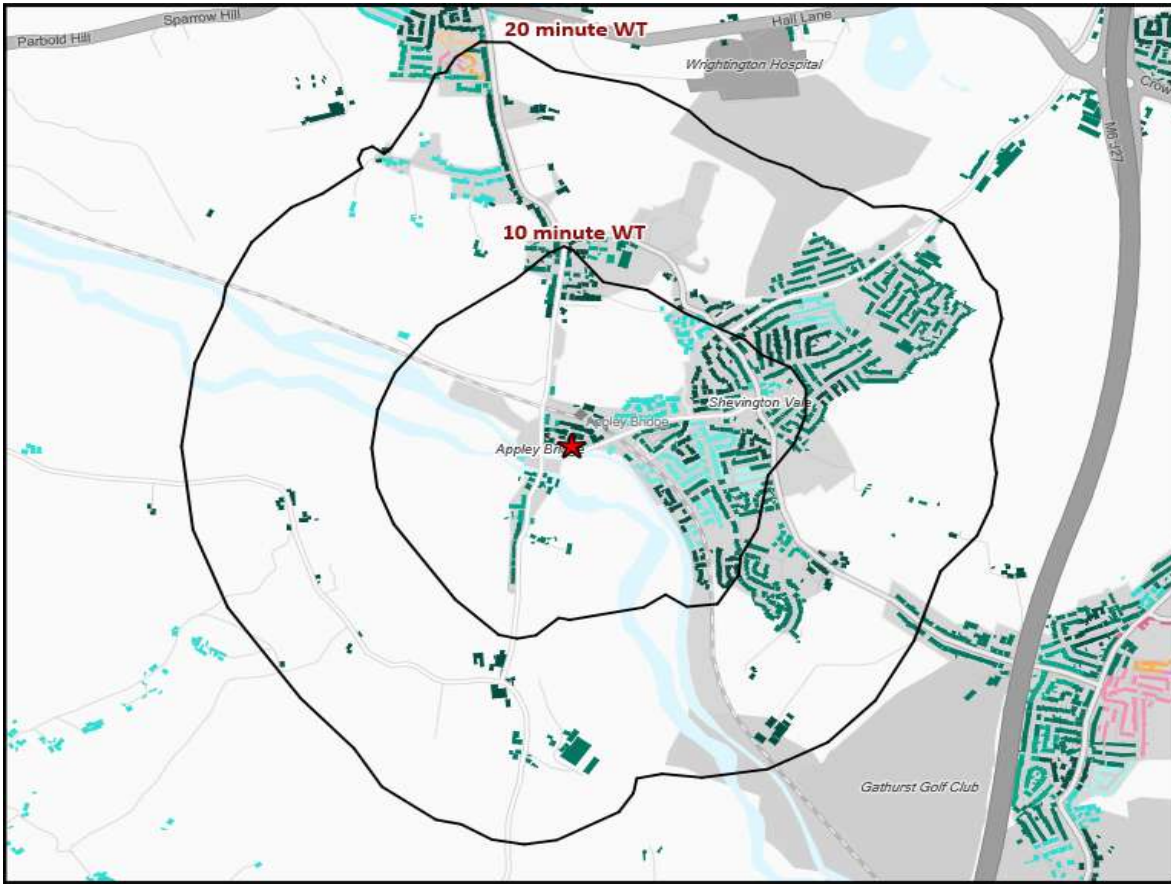 Sparrow Hill
Parbold Hill
20 minute WT
Hall Lane
Wrightington Hospital
Crow
M6 J27
10 minute WT
Shevington Vale
Appley Bridge
Appley Bridge
Gathurst Golf Club